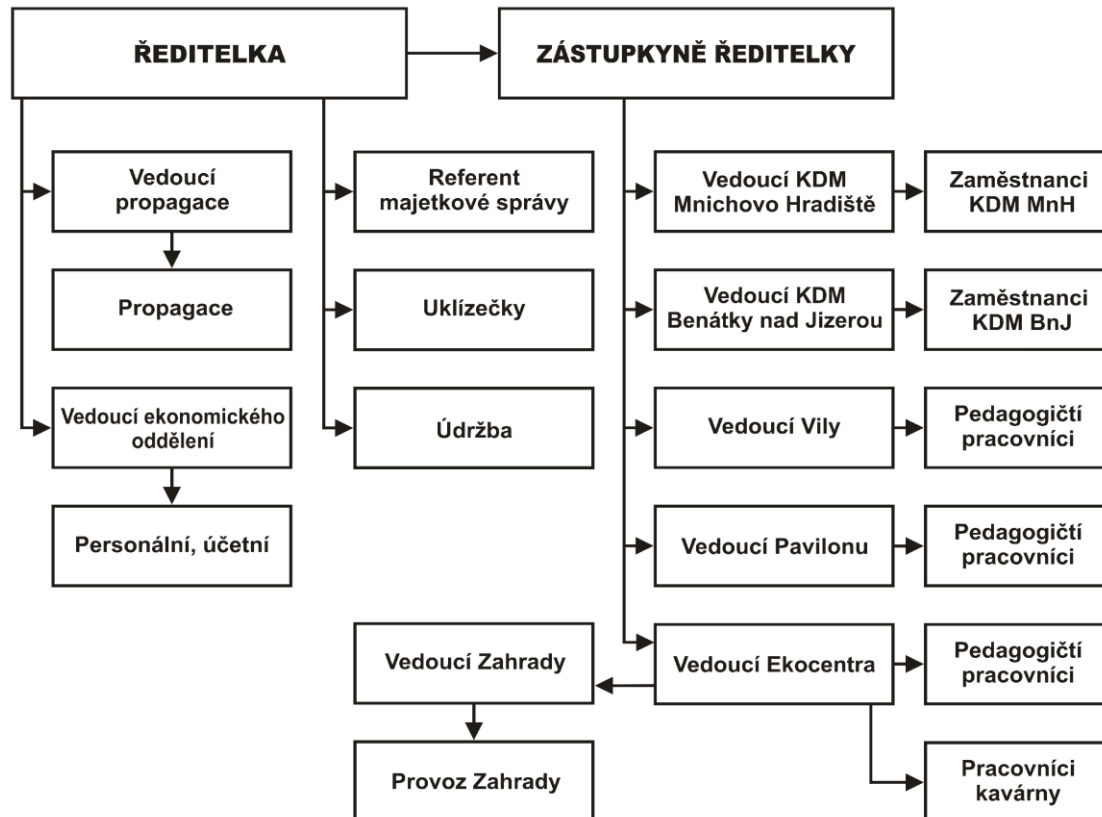 ŘEDITELKA
ZÁSTUPKYNĚ ŘEDITELKY
Vedoucí
propagace
Referent
majetkové správy
Vedoucí KDM
Mnichovo Hradiště
Zaměstnanci
KDM MnH
Propagace
Uklízečky
Vedoucí KDM
Benátky nad Jizerou
Zaměstnanci
KDM BnJ
Vedoucí ekonomického
oddělení
Údržba
Vedoucí Vily
Pedagogičtí
pracovníci
Personální, účetní
Vedoucí Pavilonu
Pedagogičtí
pracovníci
Vedoucí Zahrady
Vedoucí Ekocentra
Pedagogičtí
pracovníci
Provoz Zahrady
Pracovníci
kavárny